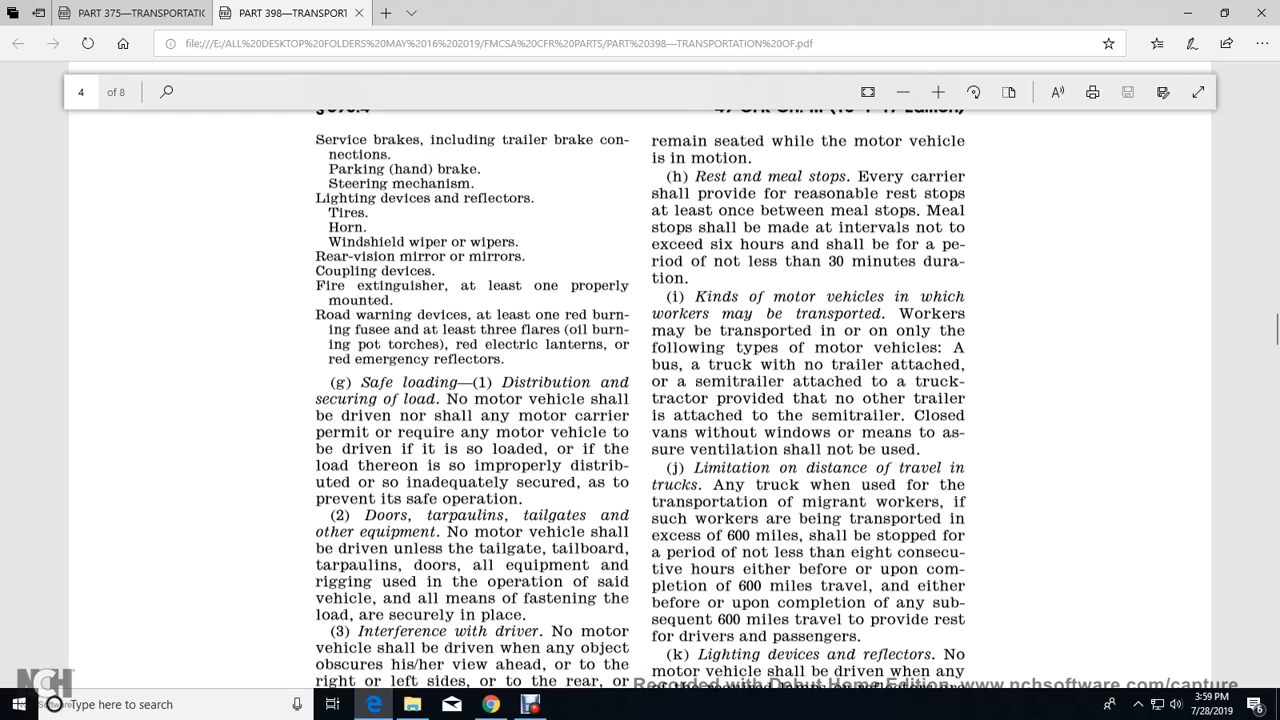 PART 375—TRANSPORTATIC
PART 398—TRANSPORT
file:///E:/ALL%20DESKTOP%20FOLDERS%20MAY%2016%202019/FMCSA%20CFR%20PARTS/PART%20398—TRANSPORTATION%20OF.pdf
4 of 8
Service brakes, including trailer brake con-
nections.
Parking (hand) brake.
Steering mechanism.
Lighting devices and reflectors.
Tires.
Horn.
Windshield wiper or wipers.
Rear-vision mirror or mirrors.
Coupling devices.
Fire extinguisher, at least one properly
mounted.
Road warning devices, at least one red burn-
ing fusee and at least three flares (oil burn-
ing pot torches), red electric lanterns, or
red emergency reflectors.
(g) Safe loading—(1) Distribution and
securing of load. No motor vehicle shall
be driven nor shall any motor carrier
permit or require any motor vehicle to
be driven if it is so loaded, or if the
load thereon is so improperly distrib-
uted or so inadequately secured, as to
prevent its safe operation.
(2) Doors, tarpaulins, tailgates and
other equipment. No motor vehicle shall
be driven unless the tailgate, tailboard,
tarpaulins, doors, all equipment and
rigging used in the operation of said
vehicle, and all means of fastening the
load, are securely in place.
(3) Interference with driver. No motor
vehicle shall be driven when any object
obscures his/her view ahead, or to the
right or left sides, or to the rear, or
remain seated while the motor vehicle
is in motion.
(h) Rest and meal stops. Every carrier
shall provide for reasonable rest stops
at least once between meal stops. Meal
stops shall be made at intervals not to
exceed six hours and shall be for a pe-
riod of not less than 30 minutes dura-
tion.
(i) Kinds of motor vehicles in which
workers may be transported. Workers
may be transported in or on only the
following types of motor vehicles: A
bus, a truck with no trailer attached,
or a semitrailer attached to a truck-
tractor provided that no other trailer
is attached to the semitrailer. Closed
vans without windows or means to as-
sure ventilation shall not be used.
(j) Limitation on distance of travel in
trucks. Any truck when used for the
transportation of migrant workers, if
such workers are being transported in
excess of 600 miles, shall be stopped for
a period of not less than eight consecu-
tive hours either before or upon com-
pletion of 600 miles travel, and either
before or upon completion of any sub-
sequent 600 miles travel to provide rest
for drivers and passengers.
(k) Lighting devices and reflectors. No
motor vehicle shall be driven when any
Recorded with Debut Home Edition. www.nchsoftware.com/capture
NCH
Software
Type here to search
3:59 PM
7/28/2019